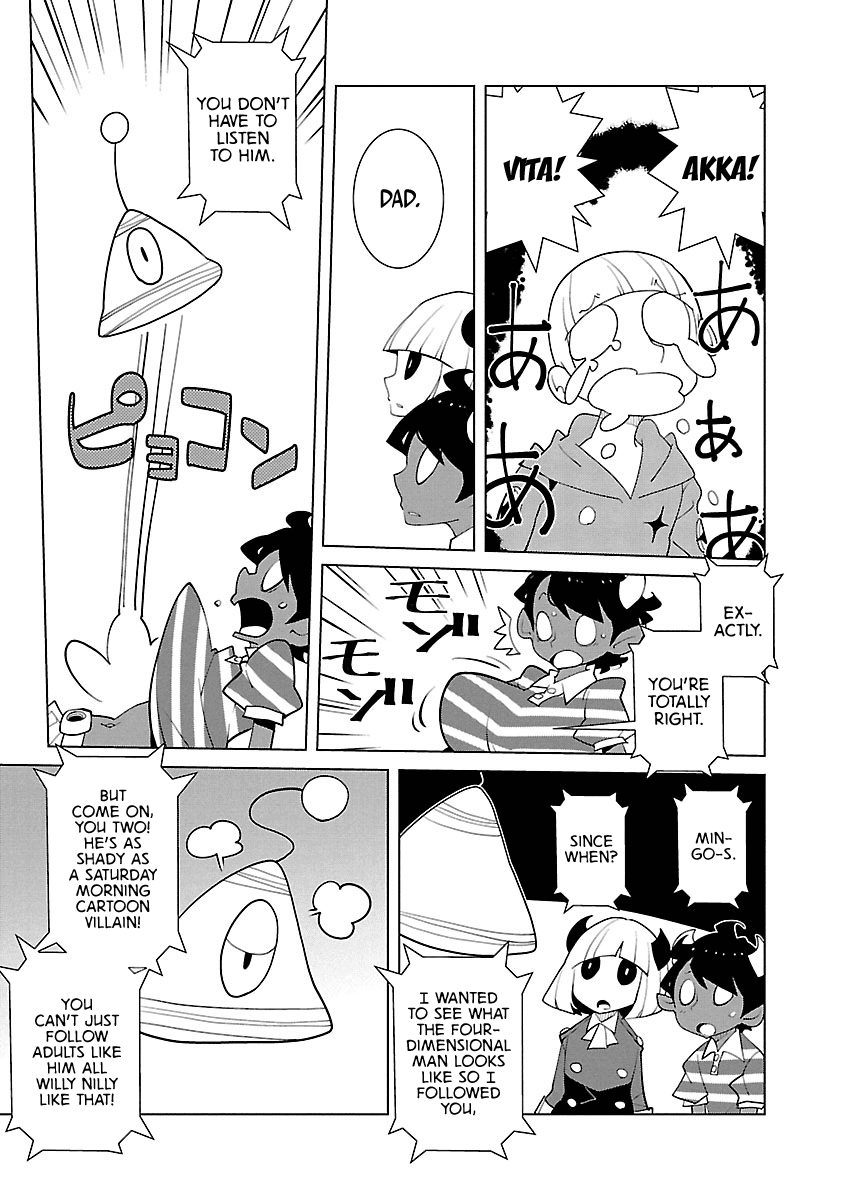 AKKA!
VITA!
あ
あ
あ
あ
あ
あ
DAD.
YOU DON'T
HAVE TO
LISTEN
TO HIM.
ピョコン
EX-
ACTLY.
YOU'RE
TOTALLY
RIGHT.
モゾ"
モゾ"
MIN-
GO-S.
SINCE
WHEN?
I WANTED
TO SEE WHAT
THE FOUR-
DIMENSIONAL
MAN LOOKS
LIKE SO I
FOLLOWED
YOU,
BUT
COME ON,
YOU TWO!
HE'S AS
SHADY AS
A SATURDAY
MORNING
CARTOON
VILLAIN!
YOU
CAN'T JUST
FOLLOW
ADULTS LIKE
HIM ALL
WILLY NILLY
LIKE THAT!